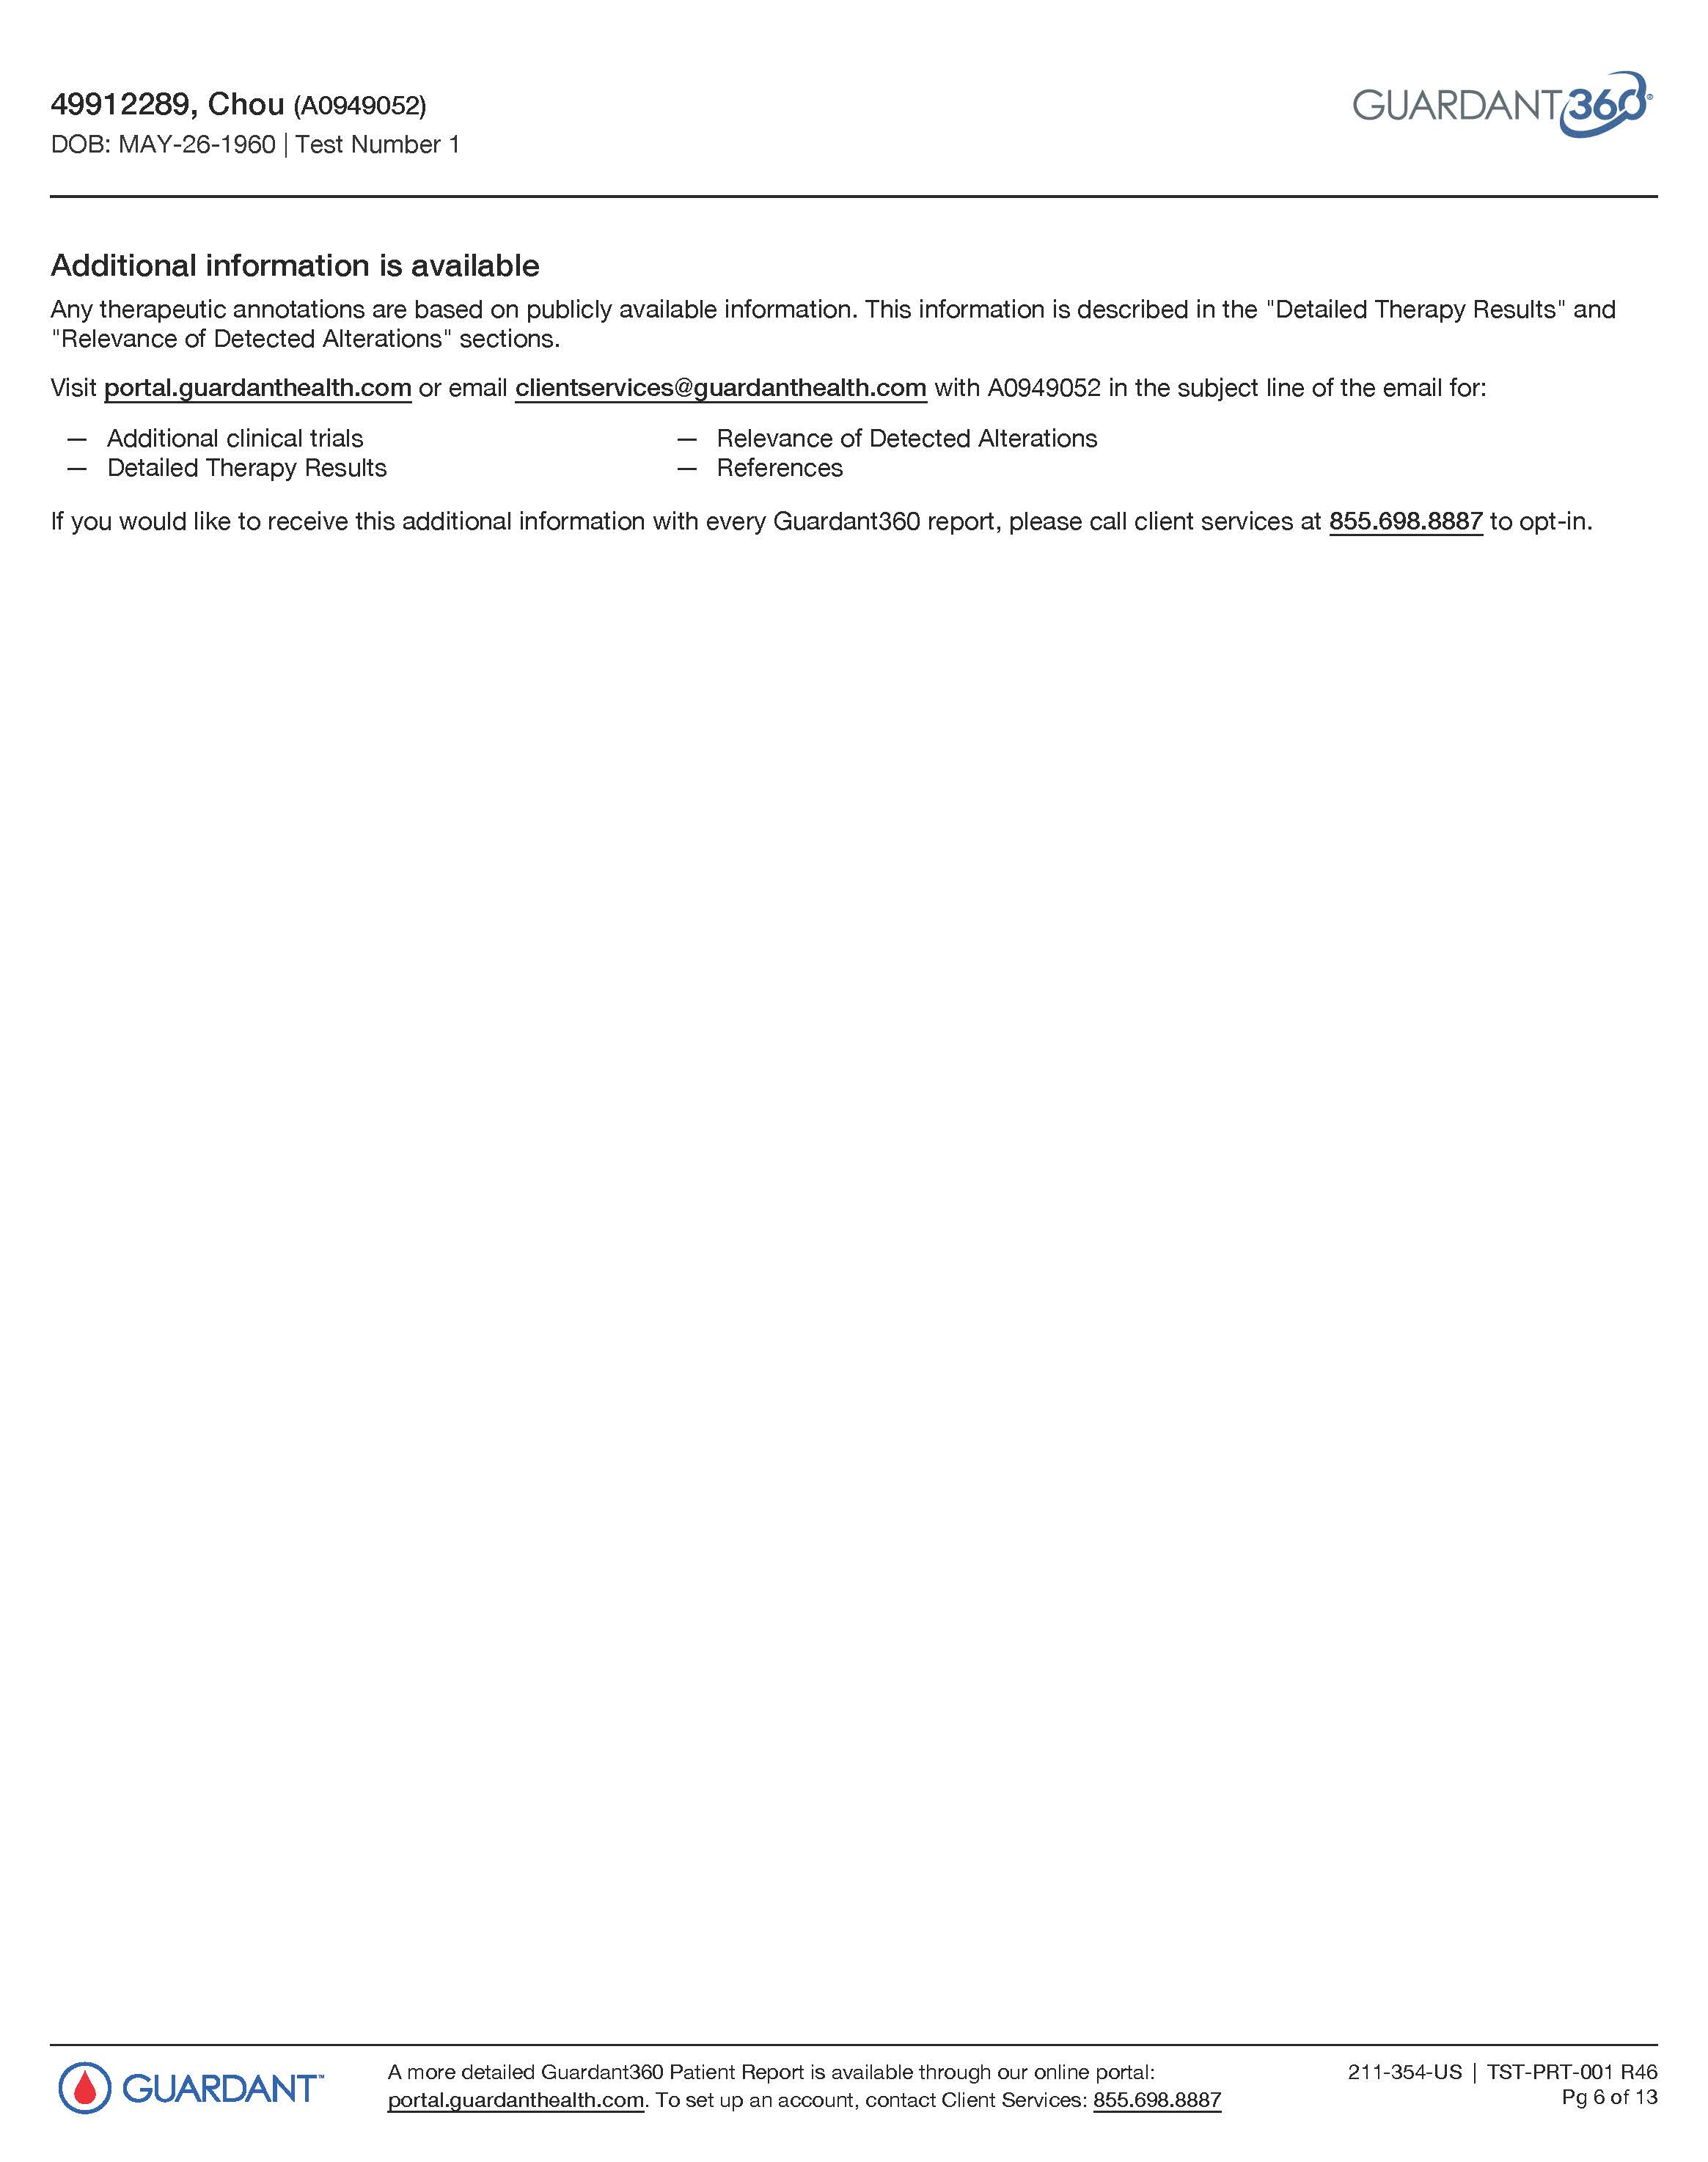 49912289, Chou (A0949052)
DOB: MAY-26-1960 | Test Number 1
GUARDANT360®
Additional information is available
Any therapeutic annotations are based on publicly available information. This information is described in the "Detailed Therapy Results" and
"Relevance of Detected Alterations" sections.
Visit portal.guardanthealth.com or email clientservices@guardanthealth.com with A0949052 in the subject line of the email for:
— Additional clinical trials
— Detailed Therapy Results
— Relevance of Detected Alterations
— References
If you would like to receive this additional information with every Guardant360 report, please call client services at 855.698.8887 to opt-in.
GUARDANT™
A more detailed Guardant360 Patient Report is available through our online portal:
portal.guardanthealth.com. To set up an account, contact Client Services: 855.698.8887
211-354-US | TST-PRT-001 R46
Pg 6 of 13